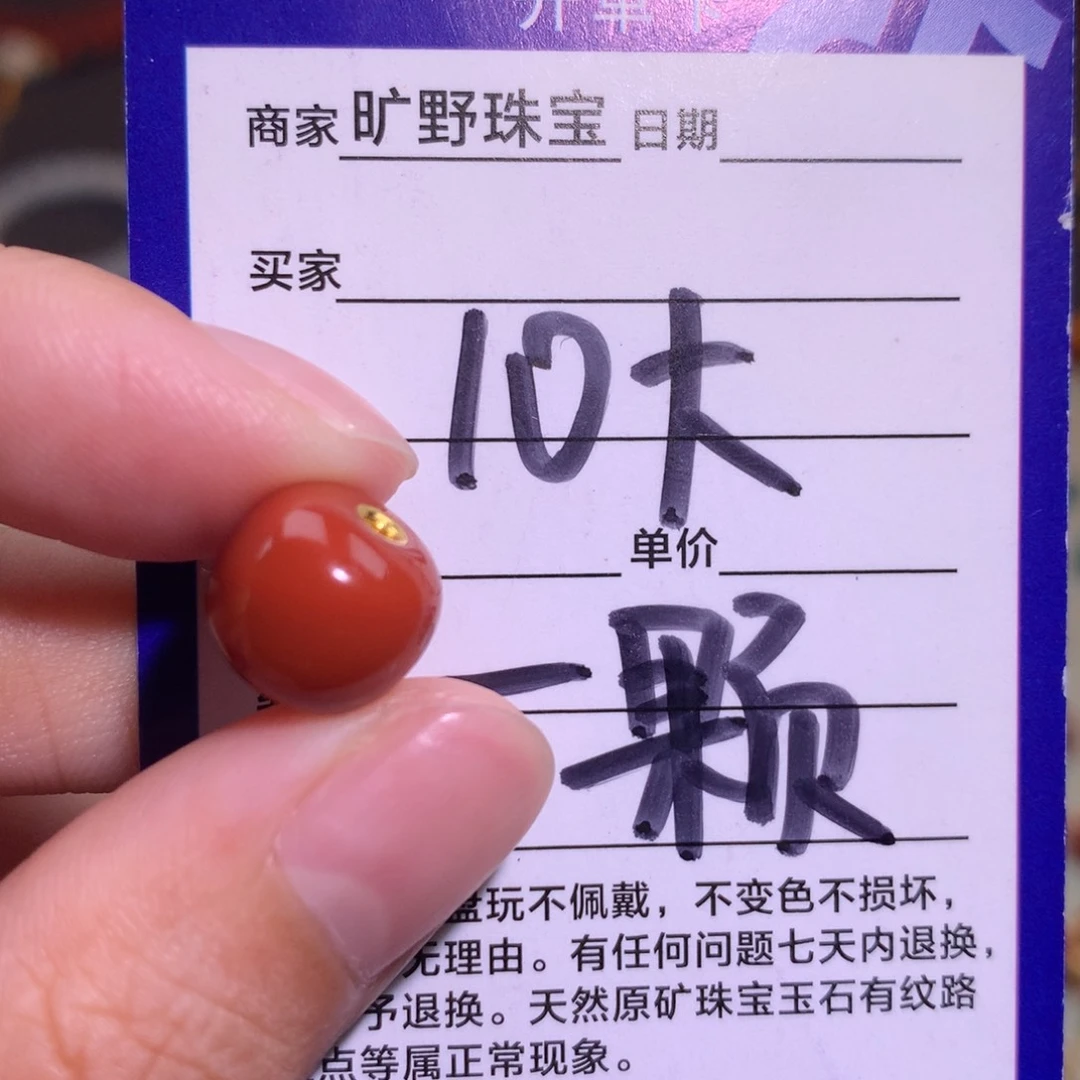 升单卡
商家 旷野珠宝 日期
买家
10大
单价
一颗
盘玩不佩戴，不变色不损坏，
无理由。有任何问题七天内退换，
予退换。天然原矿珠宝玉石有纹路
点等属正常现象。